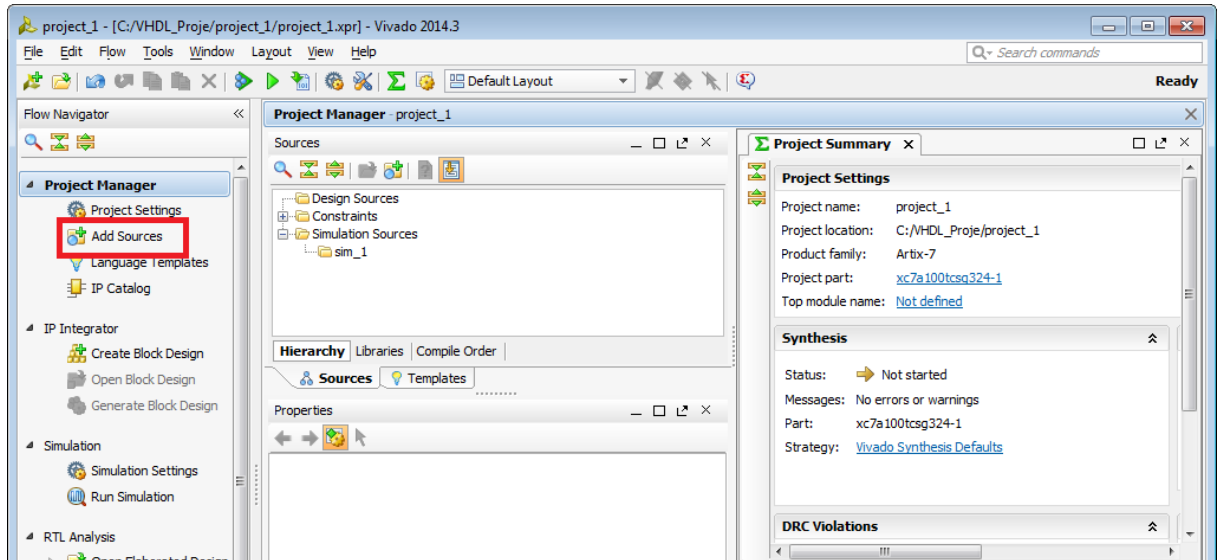 project_1 - [C:/VHDL_Proje/project_1/project_1.xpr] - Vivado 2014.3
File Edit Flow Tools Window Layout View Help
Search commands
Default Layout
Ready
Flow Navigator
Project Manager
Project Settings
Add Sources
Language Templates
IP Catalog
IP Integrator
Create Block Design
Open Block Design
Generate Block Design
Simulation
Simulation Settings
Run Simulation
RTL Analysis
Open Elaborated Design
Project Manager - project_1
Sources
Design Sources
Constraints
Simulation Sources
sim_1
Hierarchy Libraries Compile Order
Sources Templates
Properties
Project Summary
Project Settings
Project name: project_1
Project location: C:/VHDL_Proje/project_1
Product family: Artix-7
Project part: xc7a100tcsg324-1
Top module name: Not defined
Synthesis
Status: Not started
Messages: No errors or warnings
Part: xc7a100tcsg324-1
Strategy: Vivado Synthesis Defaults
DRC Violations